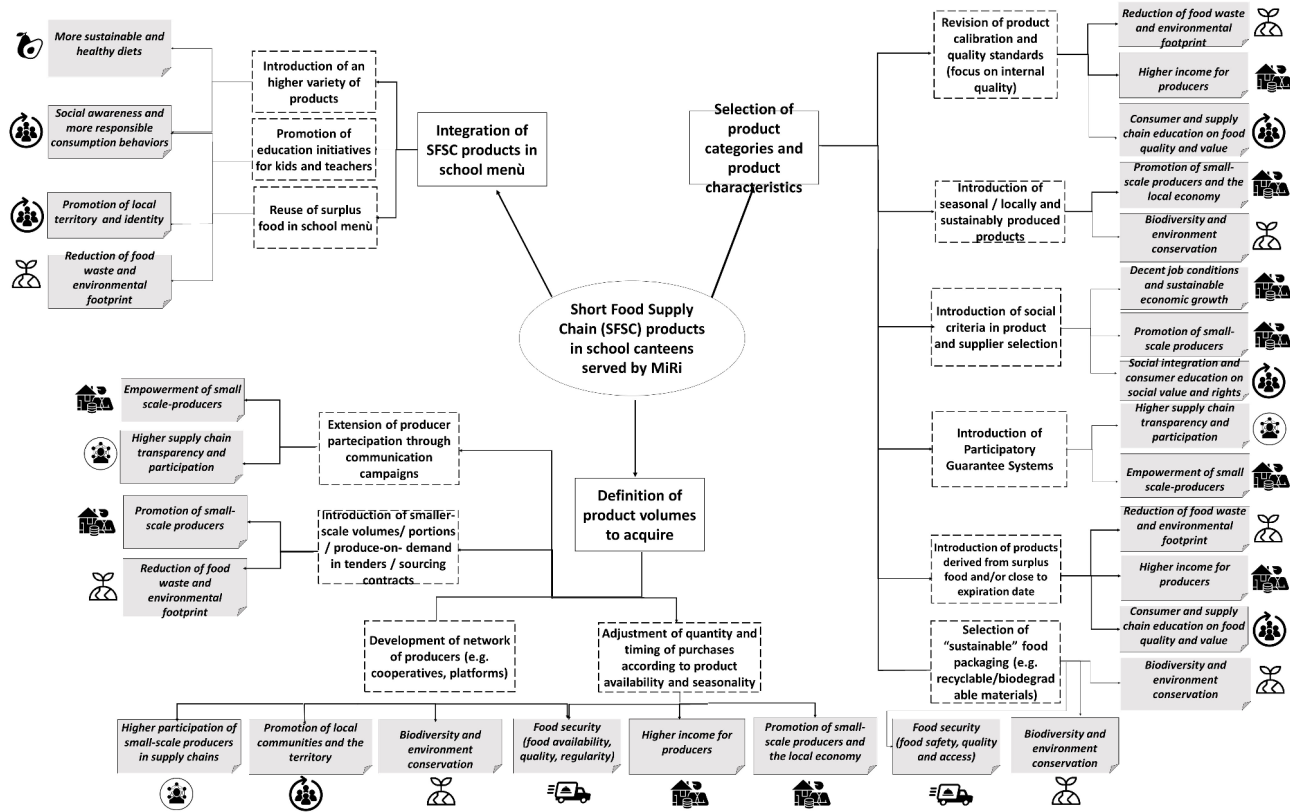 More sustainable and
healthy diets
Social awareness and
more responsible
consumption behaviors
Promotion of local
territory and identity
Reduction of food
waste and
environmental
footprint
Introduction of an
higher variety of
products
Promotion of
education initiatives
for kids and teachers
Reuse of surplus
food in school menù
Integration of
SFSC products in
school menù
Selection of
product
categories and
product
characteristics
Short Food Supply
Chain (SFSC) products
in school canteens
served by MiRi
Revision of product
calibration and
quality standards
(focus on internal
quality)
Reduction of food waste
and environmental
footprint
Higher income for
producers
Consumer and supply
chain education on food
quality and value
Introduction of
seasonal / locally and
sustainably produced
products
Promotion of small-
scale producers and the
local economy
Biodiversity and
environment
conservation
Introduction of social
criteria in product
and supplier selection
Decent job conditions
and sustainable
economic growth
Promotion of small-
scale producers
Social integration and
consumer education on
social value and rights
Introduction of
Participatory
Guarantee Systems
Higher supply chain
transparency and
participation
Empowerment of small
scale-producers
Introduction of products
derived from surplus
food and/or close to
expiration date
Reduction of food waste
and environmental
footprint
Higher income for
producers
Consumer and supply
chain education on food
quality and value
Selection of
“sustainable” food
packaging (e.g.
recyclable/biodegrad
able materials)
Biodiversity and
environment
conservation
Empowerment of small
scale-producers
Higher supply chain
transparency and
participation
Extension of producer
partecipation through
communication
campaigns
Promotion of small-
scale producers
Reduction of food
waste and
environmental
footprint
Introduction of smaller-
scale volumes/ portions
/ produce-on- demand
in tenders / sourcing
contracts
Definition of
product volumes
to acquire
Development of network
of producers (e.g.
cooperatives, platforms)
Adjustment of quantity and
timing of purchases
according to product
availability and seasonality
Higher participation of
small-scale producers
in supply chains
Promotion of local
communities and the
territory
Biodiversity and
environment
conservation
Food security
(food availability,
quality, regularity)
Higher income for
producers
Promotion of small-
scale producers and
the local economy
Food security
(food safety, quality
and access)
Biodiversity and
environment
conservation